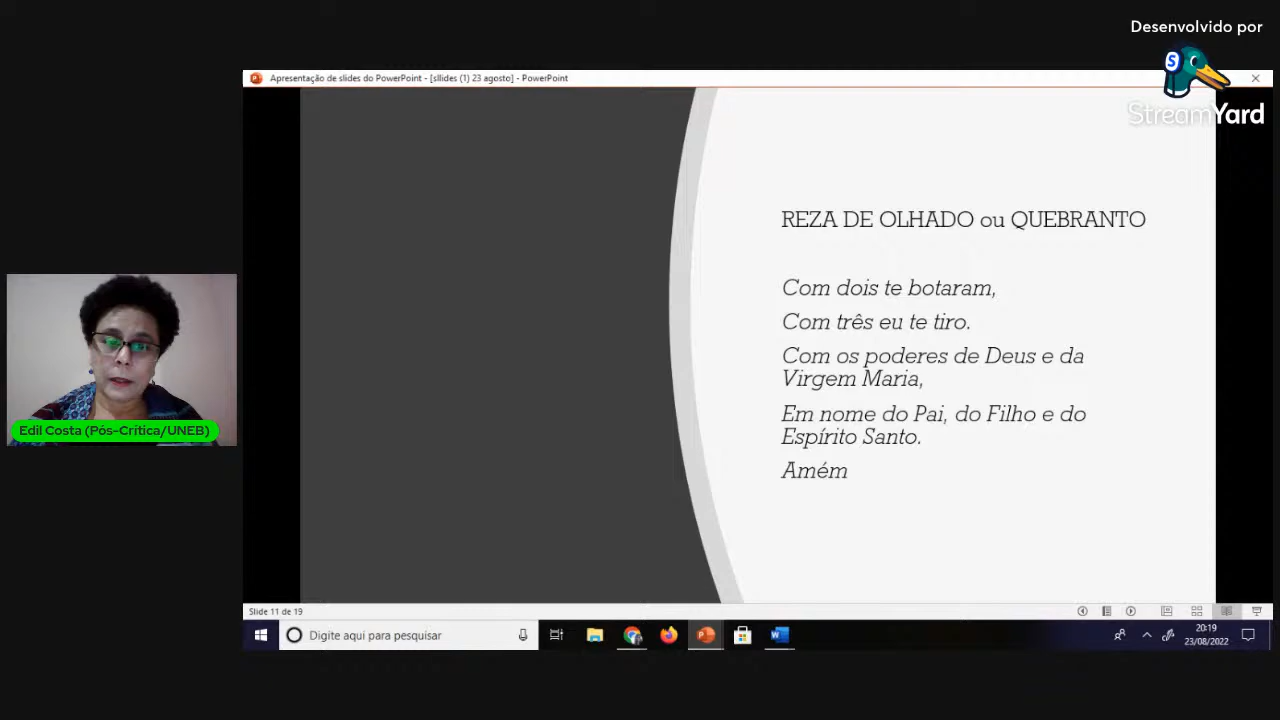 Desenvolvido por
StreamYard
Apresentação de slides do PowerPoint - [sllides (1) 23 agosto] - PowerPoint
REZA DE OLHADO ou QUEBRANTO
Com dois te botaram,
Com três eu te tiro.
Com os poderes de Deus e da
Virgem Maria,
Em nome do Pai, do Filho e do
Espírito Santo.
Amém
Edil Costa (Pós-Crítica/UNEB)
Slide 11 de 19
Digite aqui para pesquisar
20:19
23/08/2022